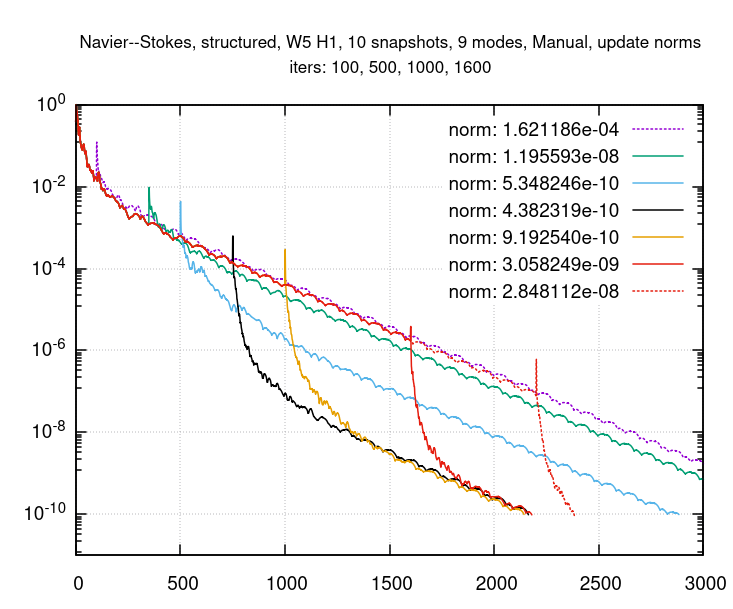 Navier--Stokes, structured, W5 H1, 10 snapshots, 9 modes, Manual, update norms
iters: 100, 500, 1000, 1600
norm: 1.621186e-04
norm: 1.195593e-08
norm: 5.348246e-10
norm: 4.382319e-10
norm: 9.192540e-10
norm: 3.058249e-09
norm: 2.848112e-08
10^0
10^-2
10^-4
10^-6
10^-8
10^-10
0 500 1000 1500 2000 2500 3000